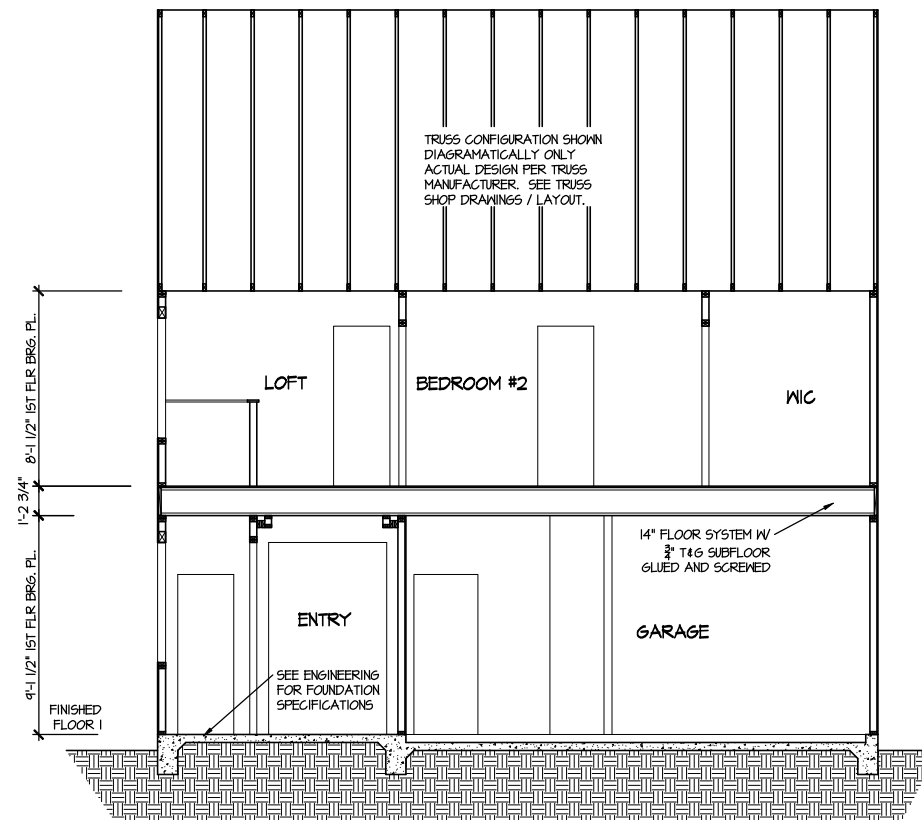 TRUSS CONFIGURATION SHOWN
DIAGRAMATICALLY ONLY
ACTUAL DESIGN PER TRUSS
MANUFACTURER. SEE TRUSS
SHOP DRAWINGS / LAYOUT.
8'-1 1/2" 1ST FLR BRG. PL.
LOFT
BEDROOM #2
WIC
1'-2 3/4"
14" FLOOR SYSTEM W/
3/4" T&G SUBFLOOR
GLUED AND SCREWED
9'-1 1/2" 1ST FLR BRG. PL.
ENTRY
GARAGE
SEE ENGINEERING
FOR FOUNDATION
SPECIFICATIONS
FINISHED
FLOOR 1